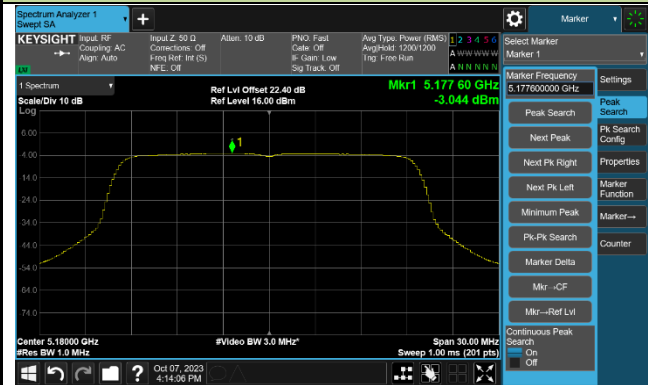 Spectrum Analyzer 1
Swept SA
Marker
KEYSIGHT
Input: RF
Coupling: AC
Align: Auto
Input Z: 50 Ω
Corrections: Off
Freq Ref: Int (S)
NFE: Off
Atten: 10 dB
PNO: Fast
Gate: Off
IF Gain: Low
Sig Track: Off
Avg Type: Power (RMS)
Avg|Hold: 1200/1200
Trig: Free Run
1 2 3 4 5 6
A W W W W W
A N N N N N
Select Marker
Marker 1
1 Spectrum
Scale/Div 10 dB
Log
Ref Lvl Offset 22.40 dB
Ref Level 16.00 dBm
Mkr1 5.177 60 GHz
-3.044 dBm
1
6.00
-4.00
-14.0
-24.0
-34.0
-44.0
-54.0
-64.0
-74.0
Center 5.18000 GHz
#Res BW 1.0 MHz
#Video BW 3.0 MHz*
Span 30.00 MHz
Sweep 1.00 ms (201 pts)
Marker Frequency
5.177600000 GHz
Peak Search
Next Peak
Next Pk Right
Next Pk Left
Minimum Peak
Pk-Pk Search
Marker Delta
Mkr→CF
Mkr→Ref Lvl
Continuous Peak
Search
On
Off
Settings
Peak
Search
Pk Search
Config
Properties
Marker
Function
Marker→
Counter
Oct 07, 2023
4:14:06 PM